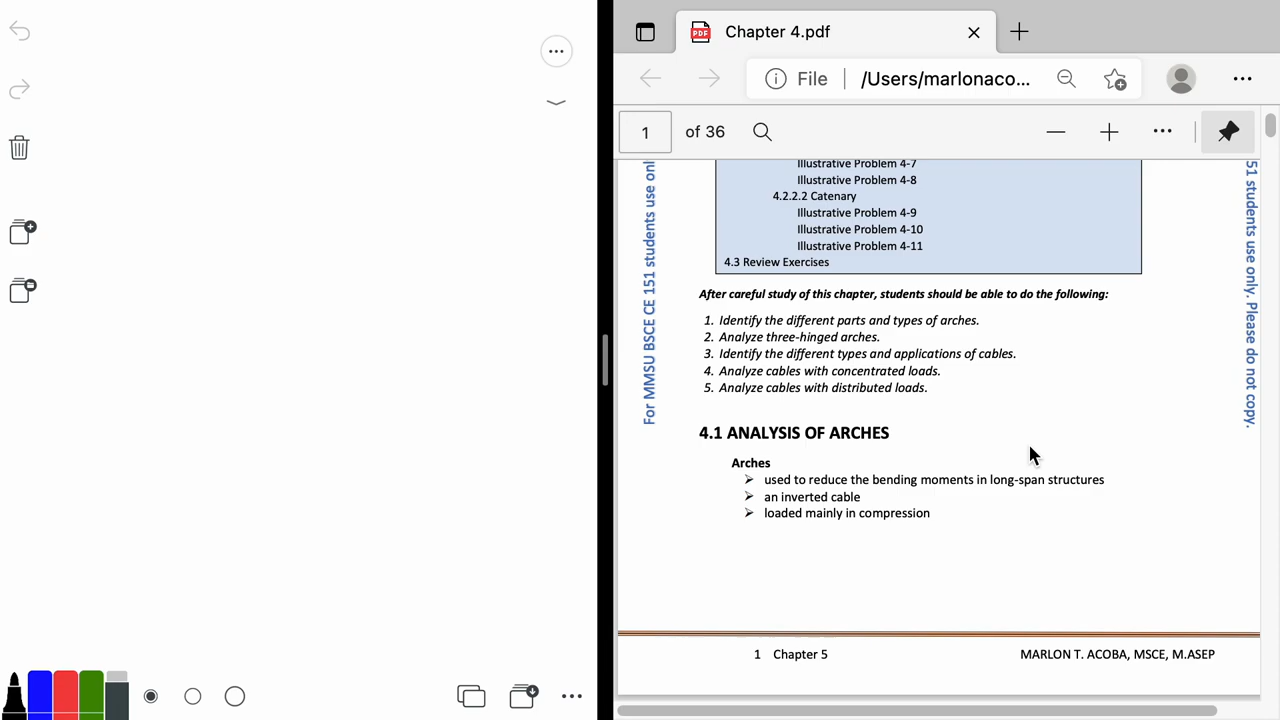 Chapter 4.pdf
File
/Users/marlonaco...
1
of 36
Illustrative Problem 4-7
Illustrative Problem 4-8
4.2.2.2 Catenary
Illustrative Problem 4-9
Illustrative Problem 4-10
Illustrative Problem 4-11
4.3 Review Exercises
After careful study of this chapter, students should be able to do the following:
1. Identify the different parts and types of arches.
2. Analyze three-hinged arches.
3. Identify the different types and applications of cables.
4. Analyze cables with concentrated loads.
5. Analyze cables with distributed loads.
4.1 ANALYSIS OF ARCHES
Arches
used to reduce the bending moments in long-span structures
an inverted cable
loaded mainly in compression
1 Chapter 5
MARLON T. ACOBA, MSCE, M.ASEP
For MMSU BSCE CE 151 students use onl
51 students use only. Please do not copy.